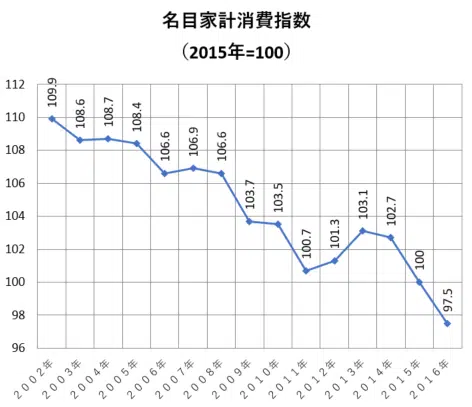 名目家計消費指数
（2015年=100）
112
110
108
106
104
102
100
98
96
109.9
108.6
108.7
108.4
106.6
106.9
106.6
103.7
103.5
100.7
101.3
103.1
102.7
100
97.5
２００２年
２００３年
２００４年
２００５年
２００６年
２００７年
２００８年
２００９年
２０１０年
２０１１年
２０１２年
２０１３年
２０１４年
２０１５年
２０１６年